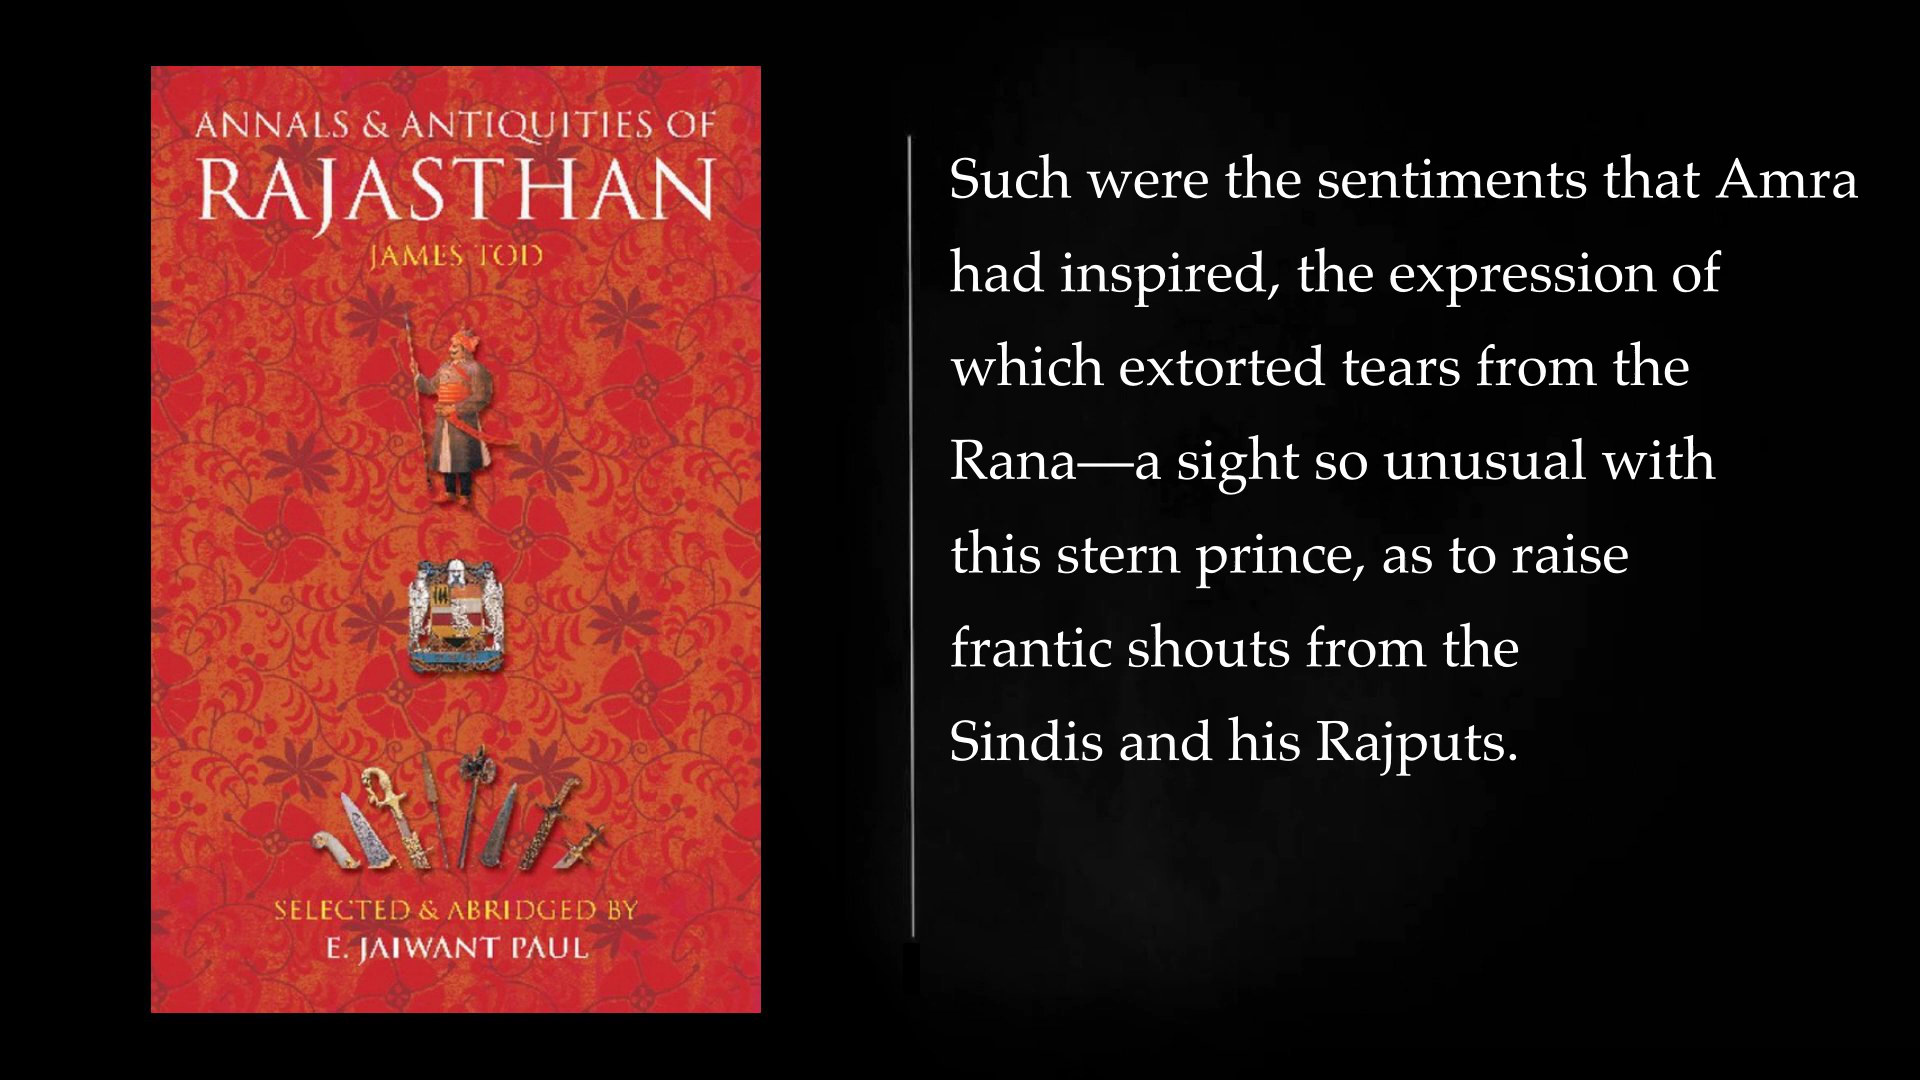 ANNALS & ANTIQUITIES OF
RAJASTHAN
JAMES TOD
SELECTED & ABRIDGED BY
E. JAIWANT PAUL
Such were the sentiments that Amra
had inspired, the expression of
which extorted tears from the
Rana—a sight so unusual with
this stern prince, as to raise
frantic shouts from the
Sindis and his Rajputs.